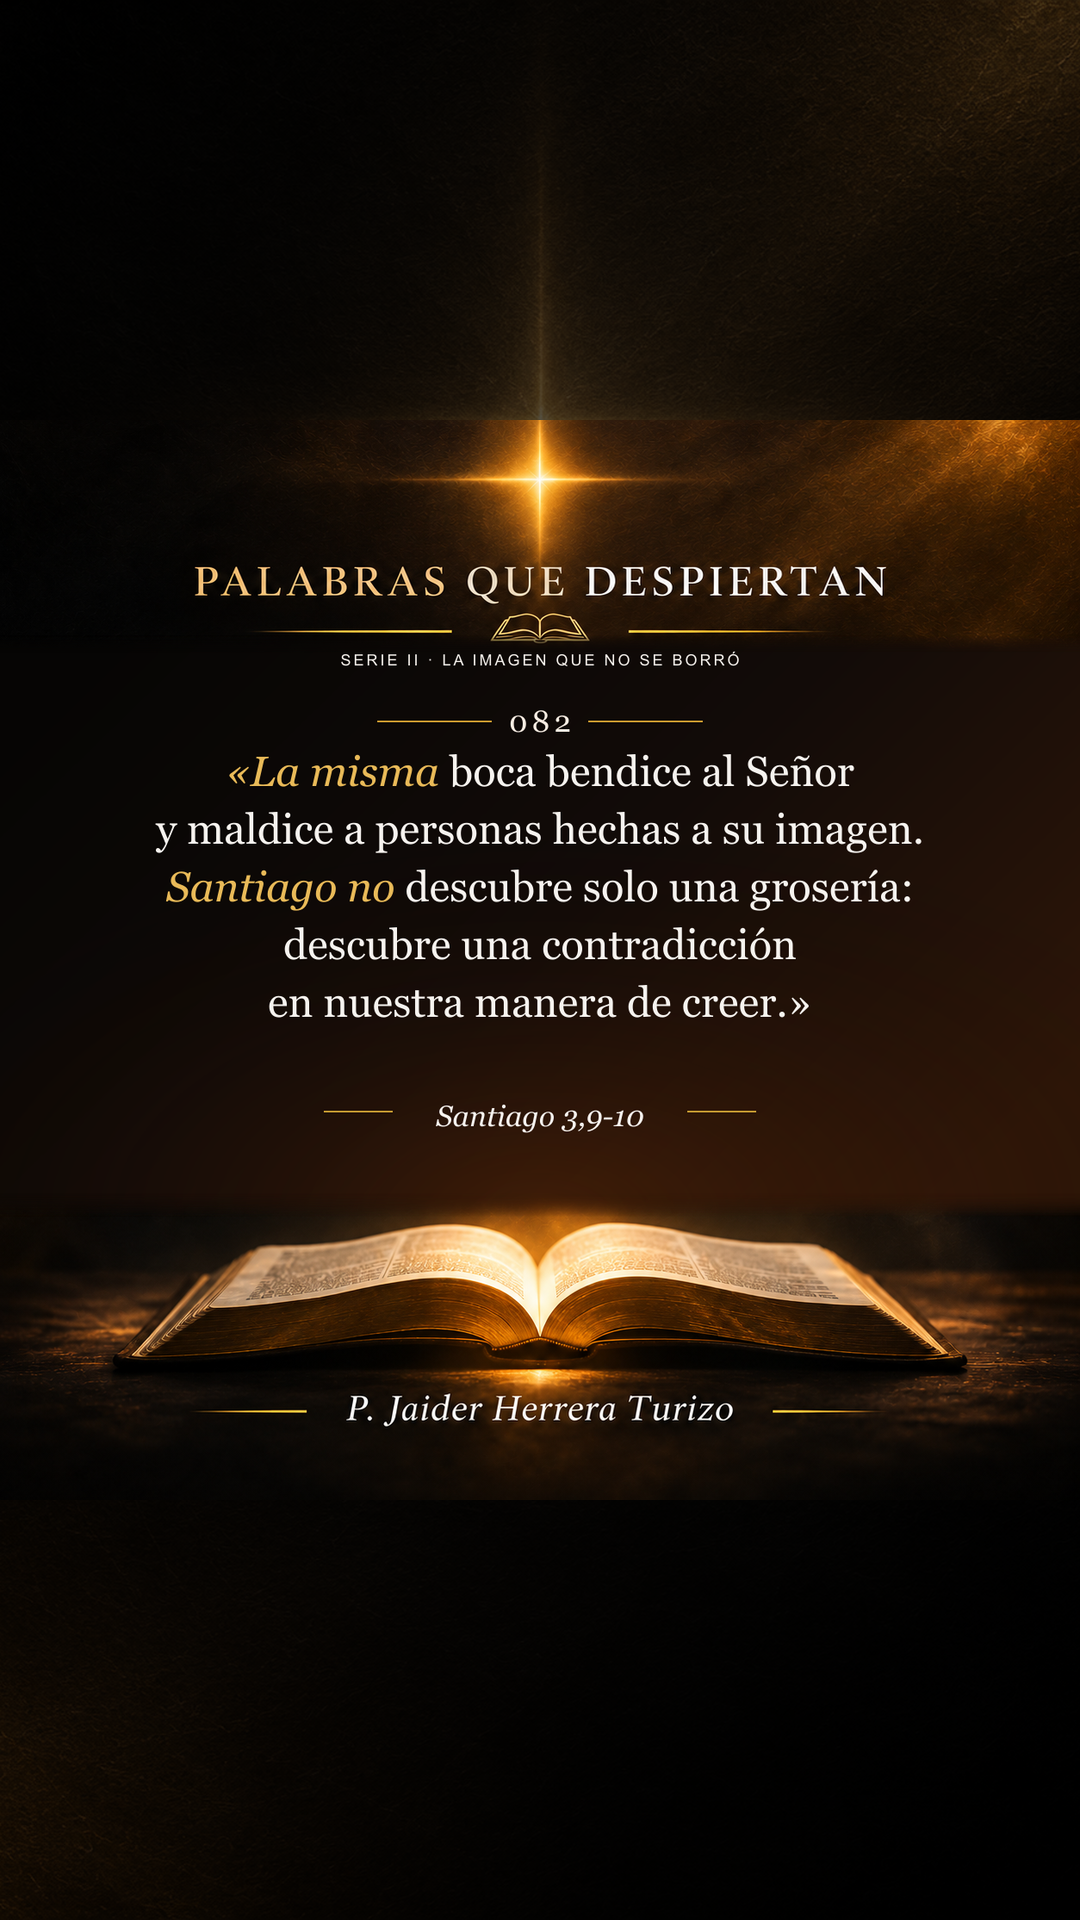 PALABRAS QUE DESPIERTAN
SERIE II · LA IMAGEN QUE NO SE BORRÓ
082
«La misma boca bendice al Señor
y maldice a personas hechas a su imagen.
Santiago no descubre solo una grosería:
descubre una contradicción
en nuestra manera de creer.»
Santiago 3,9-10
P. Jaider Herrera Turizo